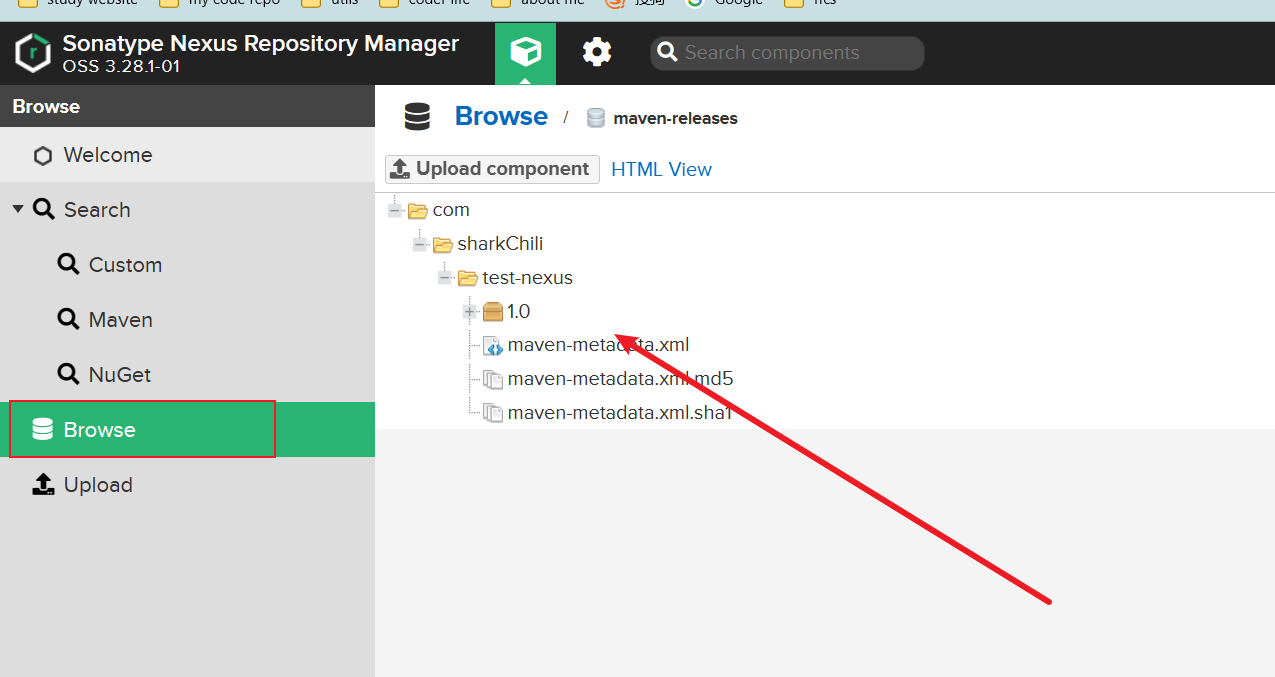 study website my code repo utils coder life about me 搜狗 Google
Sonatype Nexus Repository Manager
OSS 3.28.1-01
Search components
Browse
Browse / maven-releases
Welcome
Upload component HTML View
Search
com
sharkChili
Custom
test-nexus
1.0
Maven
maven-metadata.xml
NuGet
maven-metadata.xml.md5
maven-metadata.xml.sha1
Browse
Upload